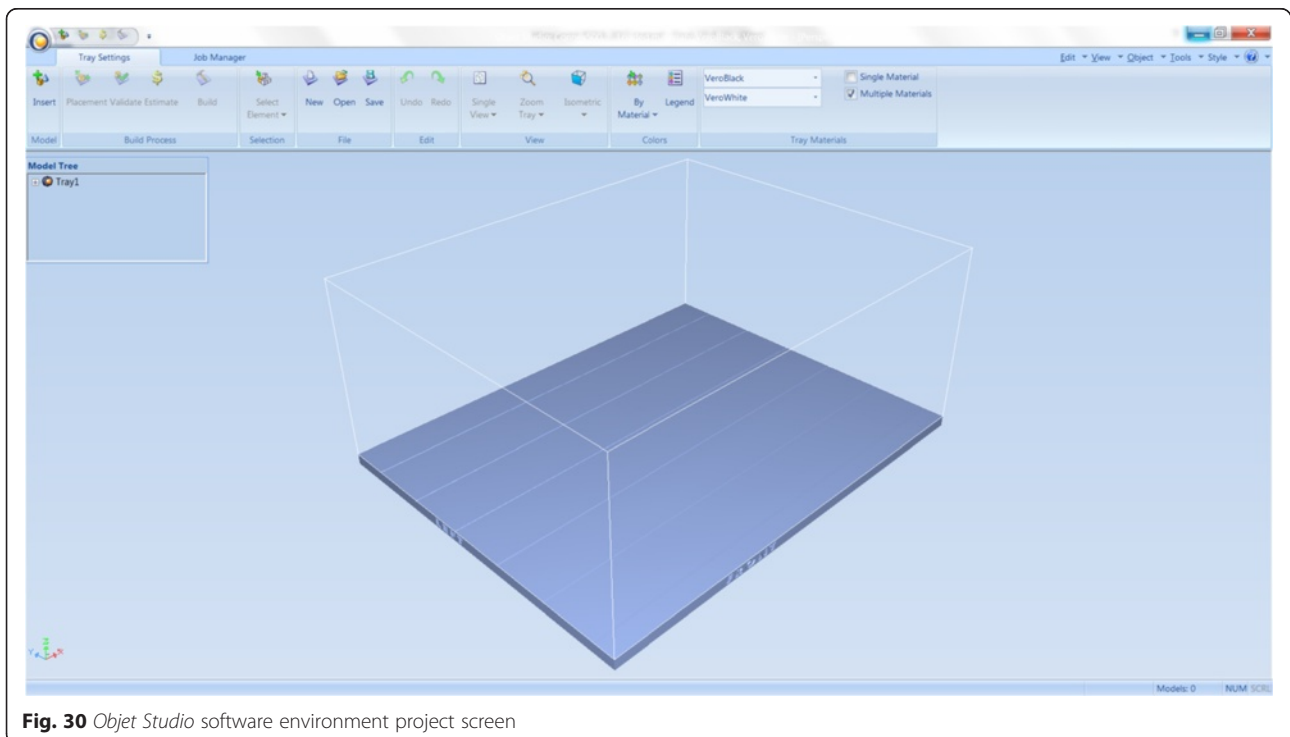 Tray Settings Job Manager Edit View Object Tools Style
Insert Placement Validate Estimate Build Select Element New Open Save Undo Redo Single View Zoom Tray Isometric By Material Legend VeroBlack VeroWhite Single Material Multiple Materials
Model Build Process Selection File Edit View Colors Tray Materials
Model Tree
Tray1
Z
Y X
Models: 0 NUM SCRL
Fig. 30 Objet Studio software environment project screen